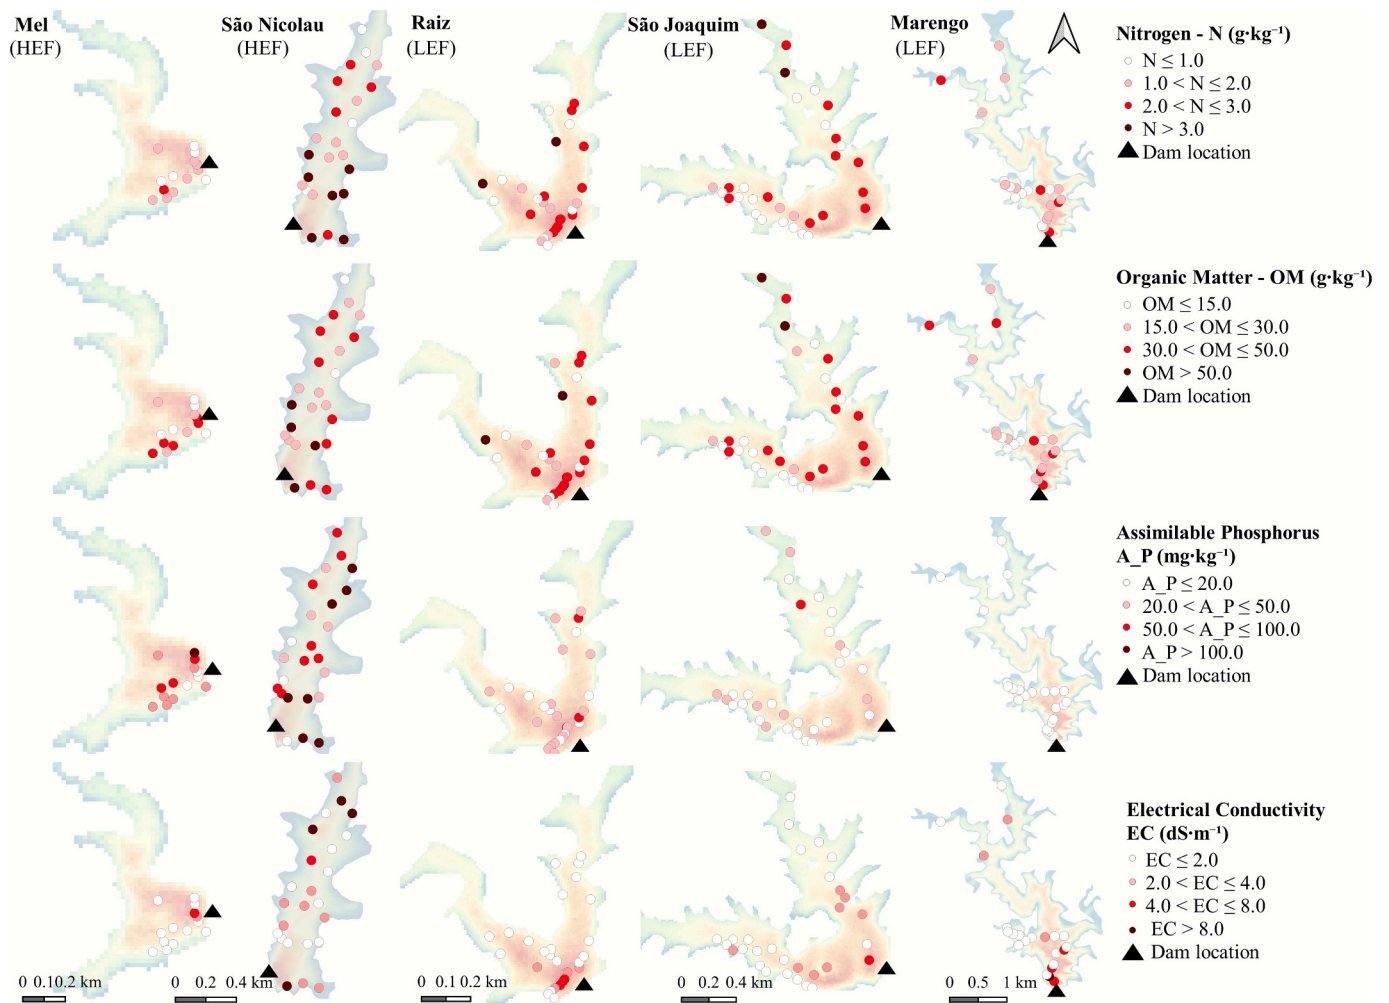 Mel
(HEF)
São Nicolau
(HEF)
Raiz
(LEF)
São Joaquim
(LEF)
Marengo
(LEF)
Nitrogen - N (g·kg⁻¹)
N ≤ 1.0
1.0 < N ≤ 2.0
2.0 < N ≤ 3.0
N > 3.0
Dam location
Organic Matter - OM (g·kg⁻¹)
OM ≤ 15.0
15.0 < OM ≤ 30.0
30.0 < OM ≤ 50.0
OM > 50.0
Dam location
Assimilable Phosphorus
A_P (mg·kg⁻¹)
A_P ≤ 20.0
20.0 < A_P ≤ 50.0
50.0 < A_P ≤ 100.0
A_P > 100.0
Dam location
Electrical Conductivity
EC (dS·m⁻¹)
EC ≤ 2.0
2.0 < EC ≤ 4.0
4.0 < EC ≤ 8.0
EC > 8.0
Dam location
0 0.10.2 km
0 0.2 0.4 km
0 0.1 0.2 km
0 0.2 0.4 km
0 0.5 1 km